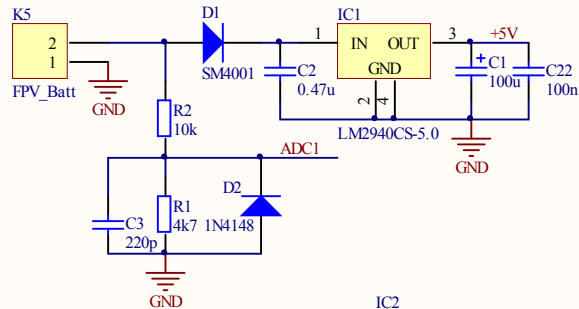 K5
2
1
FPV_Batt
GND
D1
SM4001
C2
0.47u
IC1
1
IN
OUT
3
GND
2
4
LM2940CS-5.0
+5V
+
C1
100u
C22
100n
GND
R2
10k
ADC1
C3
220p
R1
4k7
D2
1N4148
GND
IC2